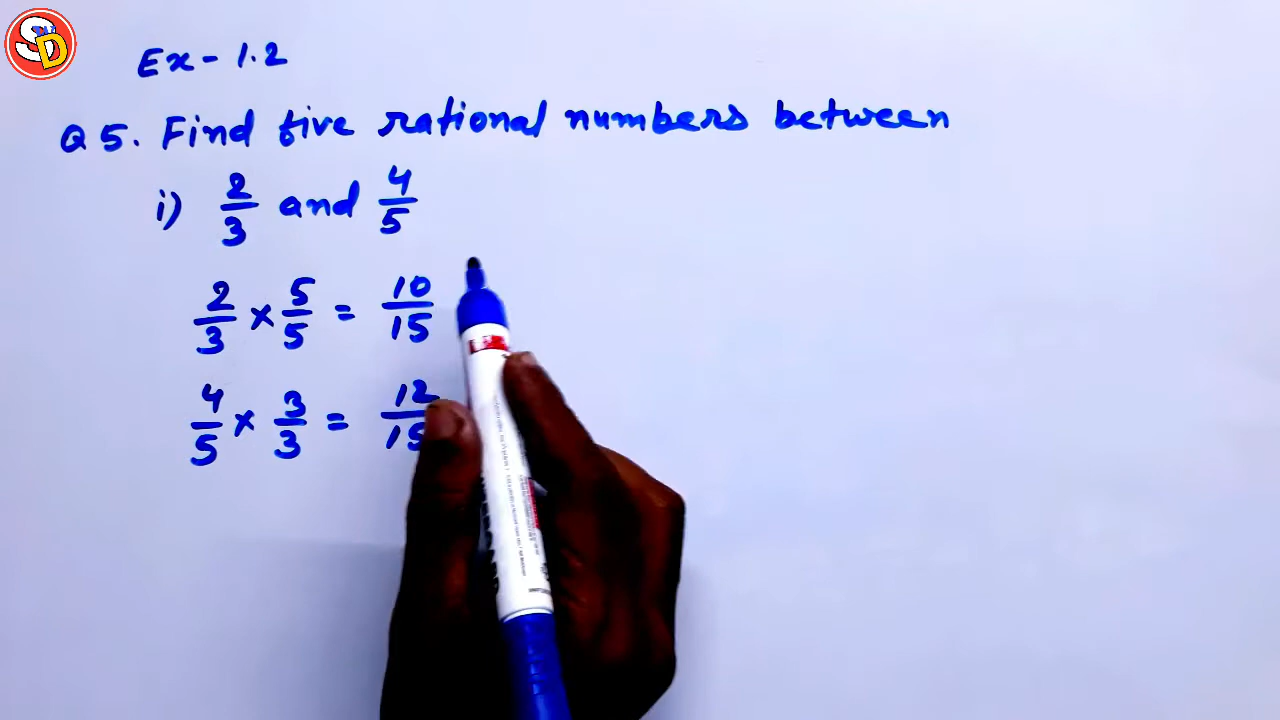 SD
Ex - 1.2
Q 5. Find five rational numbers between
i) 2/3 and 4/5
2/3 × 5/5 = 10/15
4/5 × 3/3 = 12/15